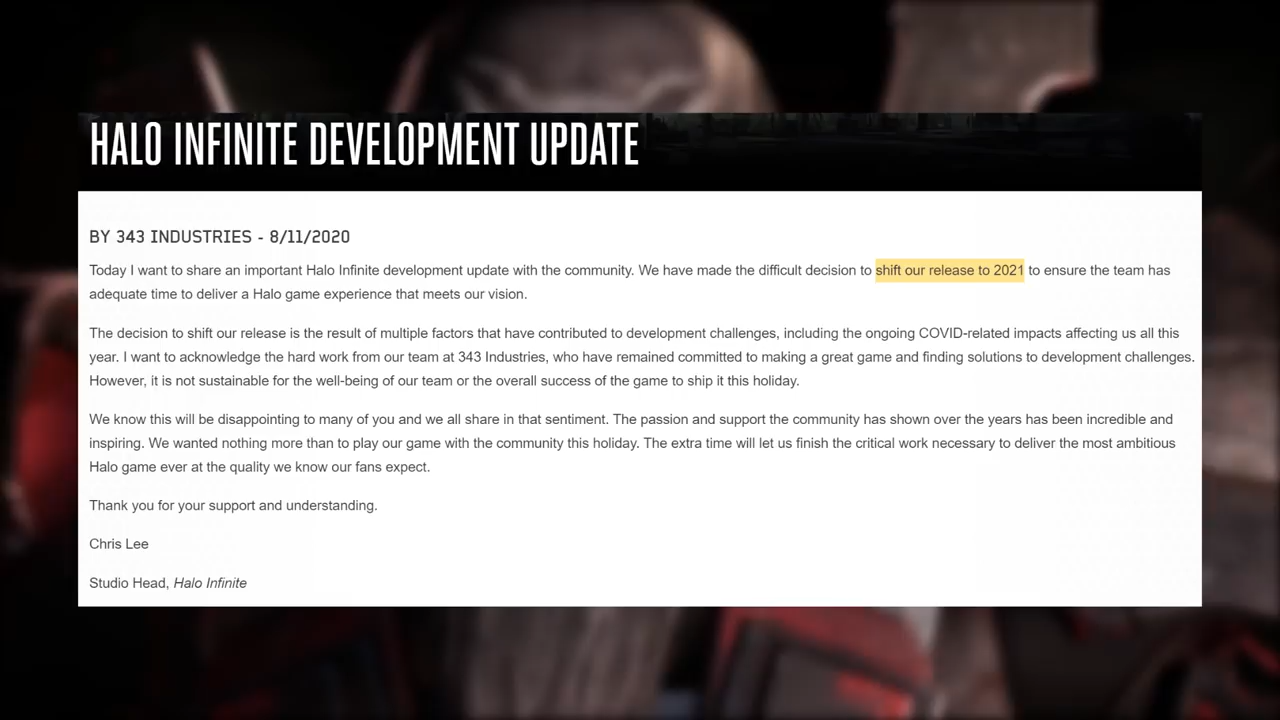 HALO INFINITE DEVELOPMENT UPDATE
BY 343 INDUSTRIES - 8/11/2020
Today I want to share an important Halo Infinite development update with the community. We have made the difficult decision to shift our release to 2021 to ensure the team has
adequate time to deliver a Halo game experience that meets our vision.
The decision to shift our release is the result of multiple factors that have contributed to development challenges, including the ongoing COVID-related impacts affecting us all this
year. I want to acknowledge the hard work from our team at 343 Industries, who have remained committed to making a great game and finding solutions to development challenges.
However, it is not sustainable for the well-being of our team or the overall success of the game to ship it this holiday.
We know this will be disappointing to many of you and we all share in that sentiment. The passion and support the community has shown over the years has been incredible and
inspiring. We wanted nothing more than to play our game with the community this holiday. The extra time will let us finish the critical work necessary to deliver the most ambitious
Halo game ever at the quality we know our fans expect.
Thank you for your support and understanding.
Chris Lee
Studio Head, Halo Infinite